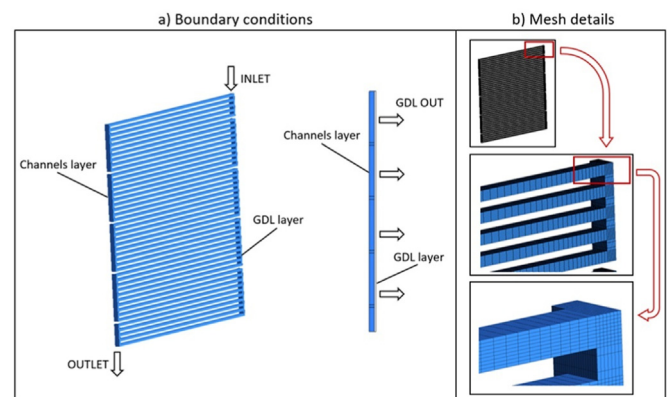 a) Boundary conditions
b) Mesh details
INLET
GDL OUT
Channels layer
Channels layer
GDL layer
GDL layer
OUTLET